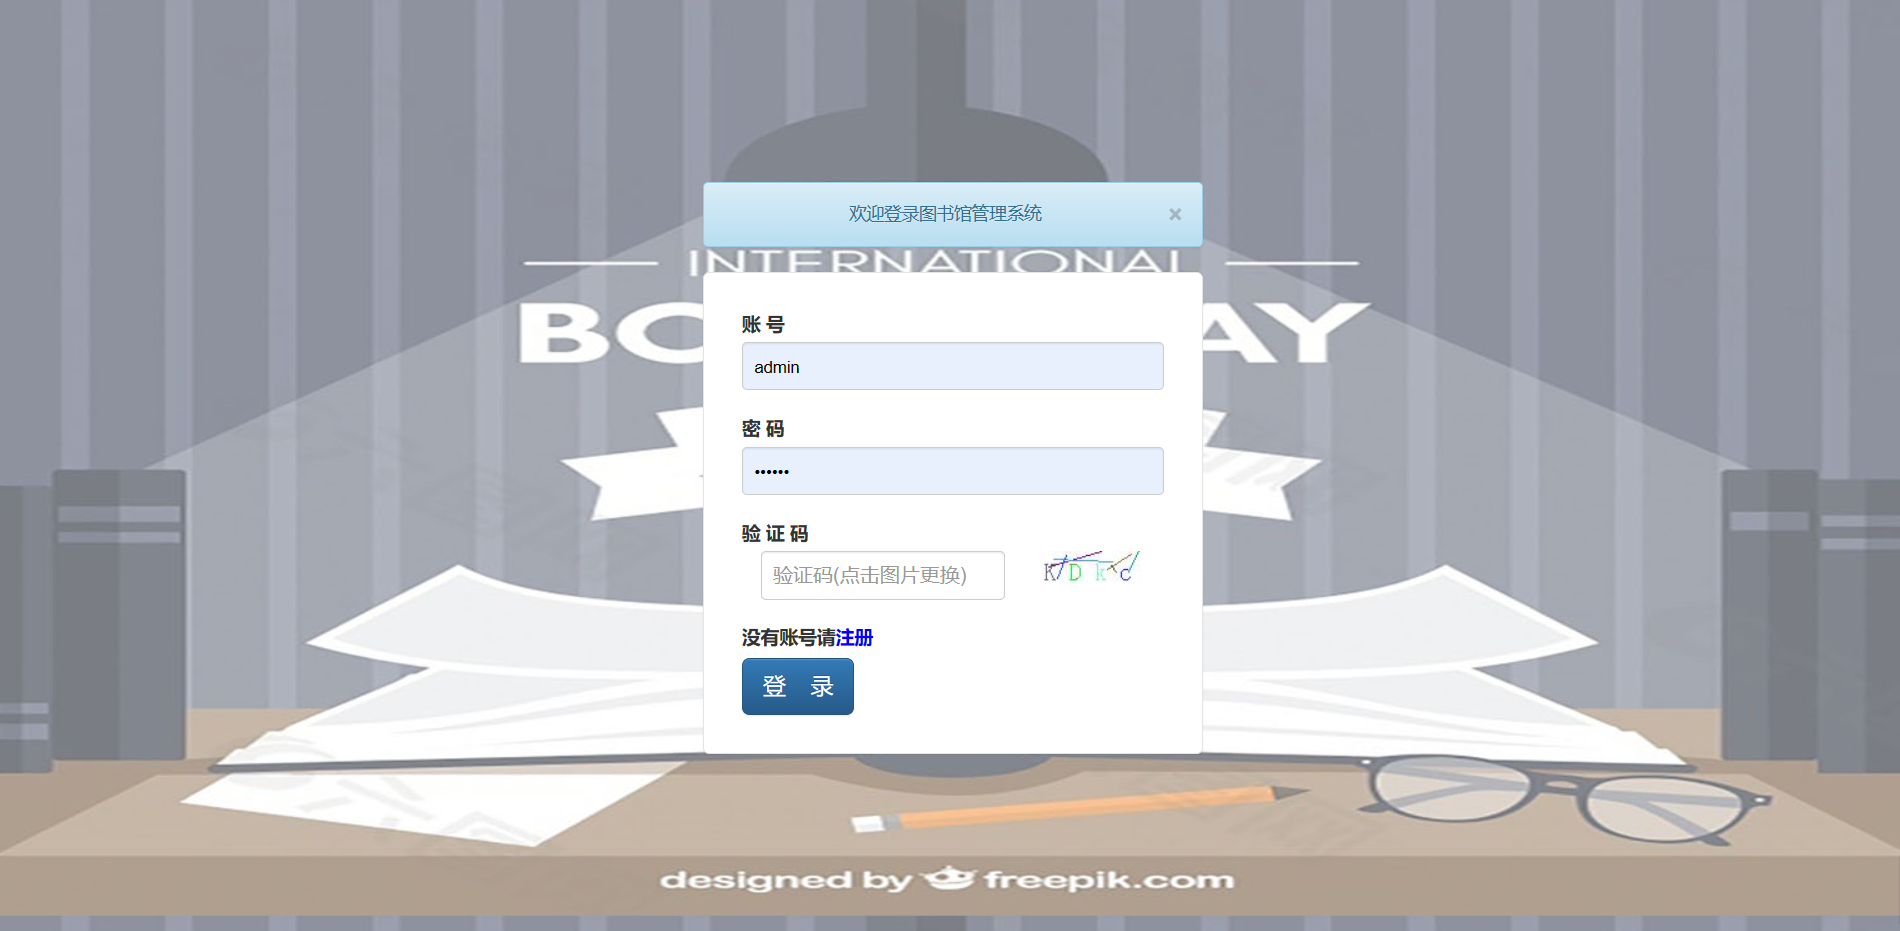 欢迎登录图书馆管理系统
×
INTERNATIONAL
BO AY
账 号
admin
密 码
••••••
验 证 码
验证码(点击图片更换)
K D k c
没有账号请注册
登 录
designed by freepik.com